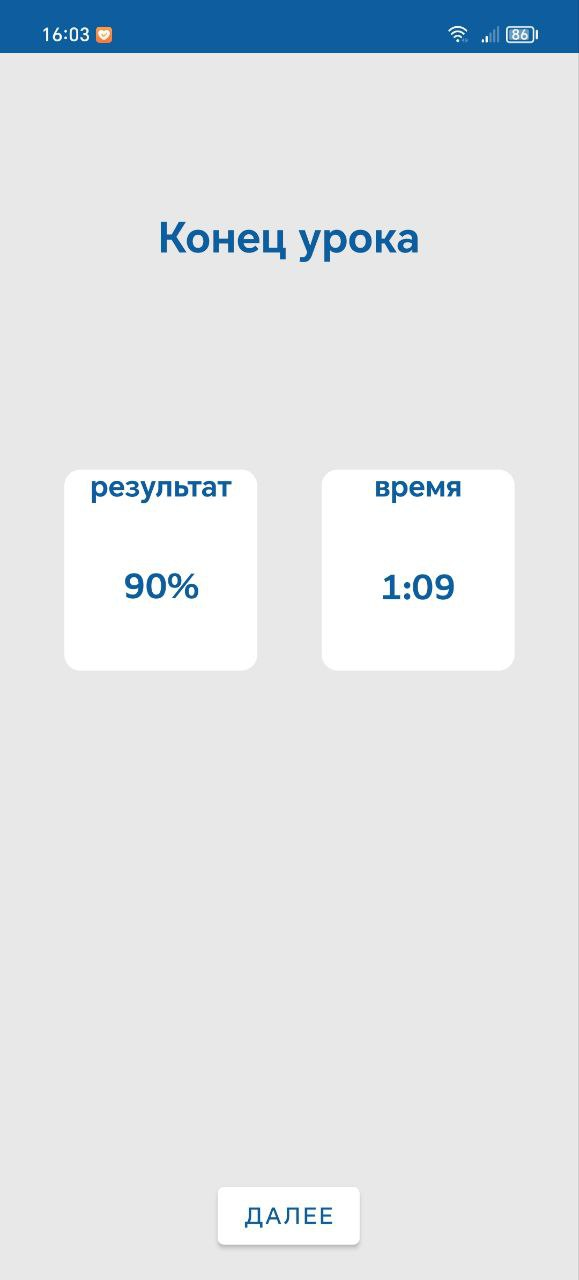 16:03
86
Конец урока
результат
время
90%
1:09
ДАЛЕЕ